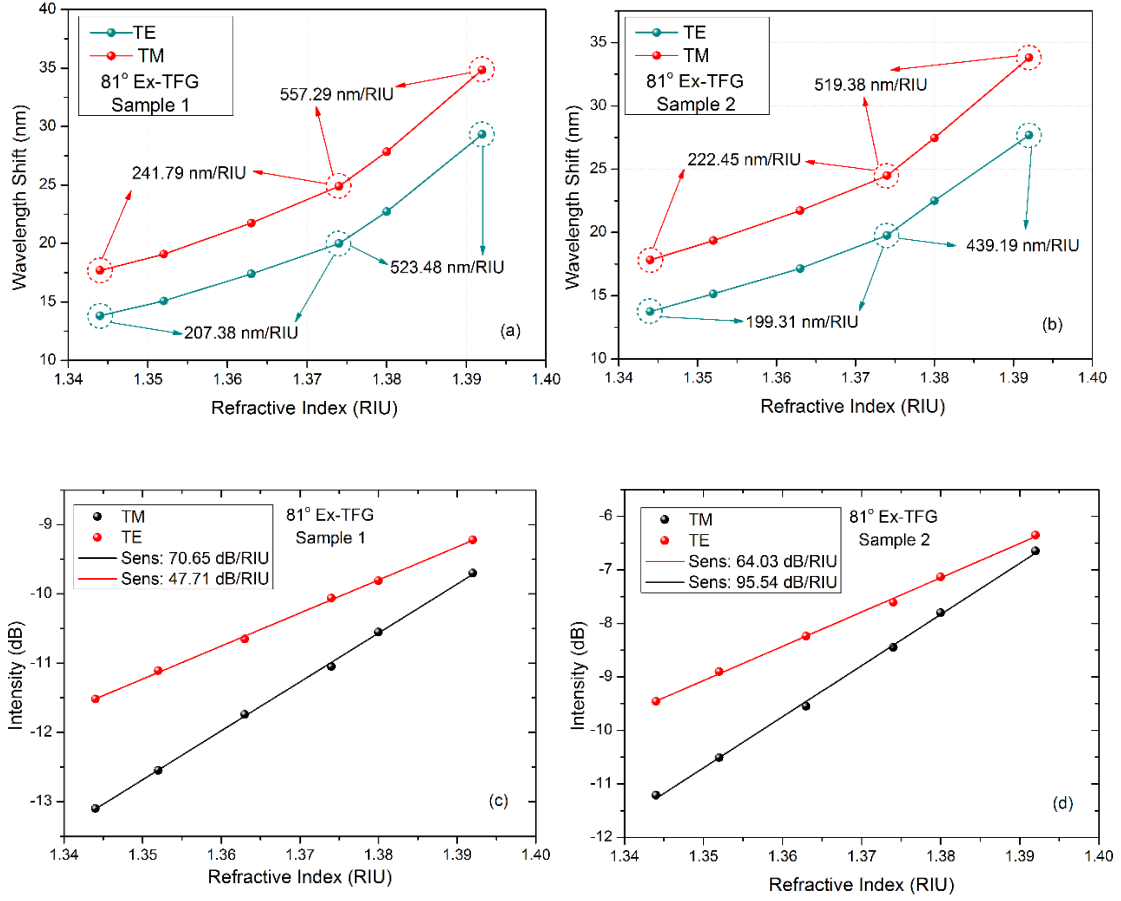 TE
TM
81° Ex-TFG
Sample 1
557.29 nm/RIU
241.79 nm/RIU
523.48 nm/RIU
207.38 nm/RIU
(a)
40
35
30
25
20
15
10
1.34
1.35
1.36
1.37
1.38
1.39
1.40
Wavelength Shift (nm)
Refractive Index (RIU)
TE
TM
81° Ex-TFG
Sample 2
519.38 nm/RIU
222.45 nm/RIU
439.19 nm/RIU
199.31 nm/RIU
(b)
35
30
25
20
15
10
1.34
1.35
1.36
1.37
1.38
1.39
1.40
Wavelength Shift (nm)
Refractive Index (RIU)
TM
TE
Sens: 70.65 dB/RIU
Sens: 47.71 dB/RIU
81° Ex-TFG
Sample 1
(c)
-9
-10
-11
-12
-13
1.34
1.35
1.36
1.37
1.38
1.39
1.40
Intensity (dB)
Refractive Index (RIU)
TM
TE
Sens: 64.03 dB/RIU
Sens: 95.54 dB/RIU
81° Ex-TFG
Sample 2
(d)
-6
-7
-8
-9
-10
-11
-12
1.34
1.35
1.36
1.37
1.38
1.39
1.40
Intensity (dB)
Refractive Index (RIU)